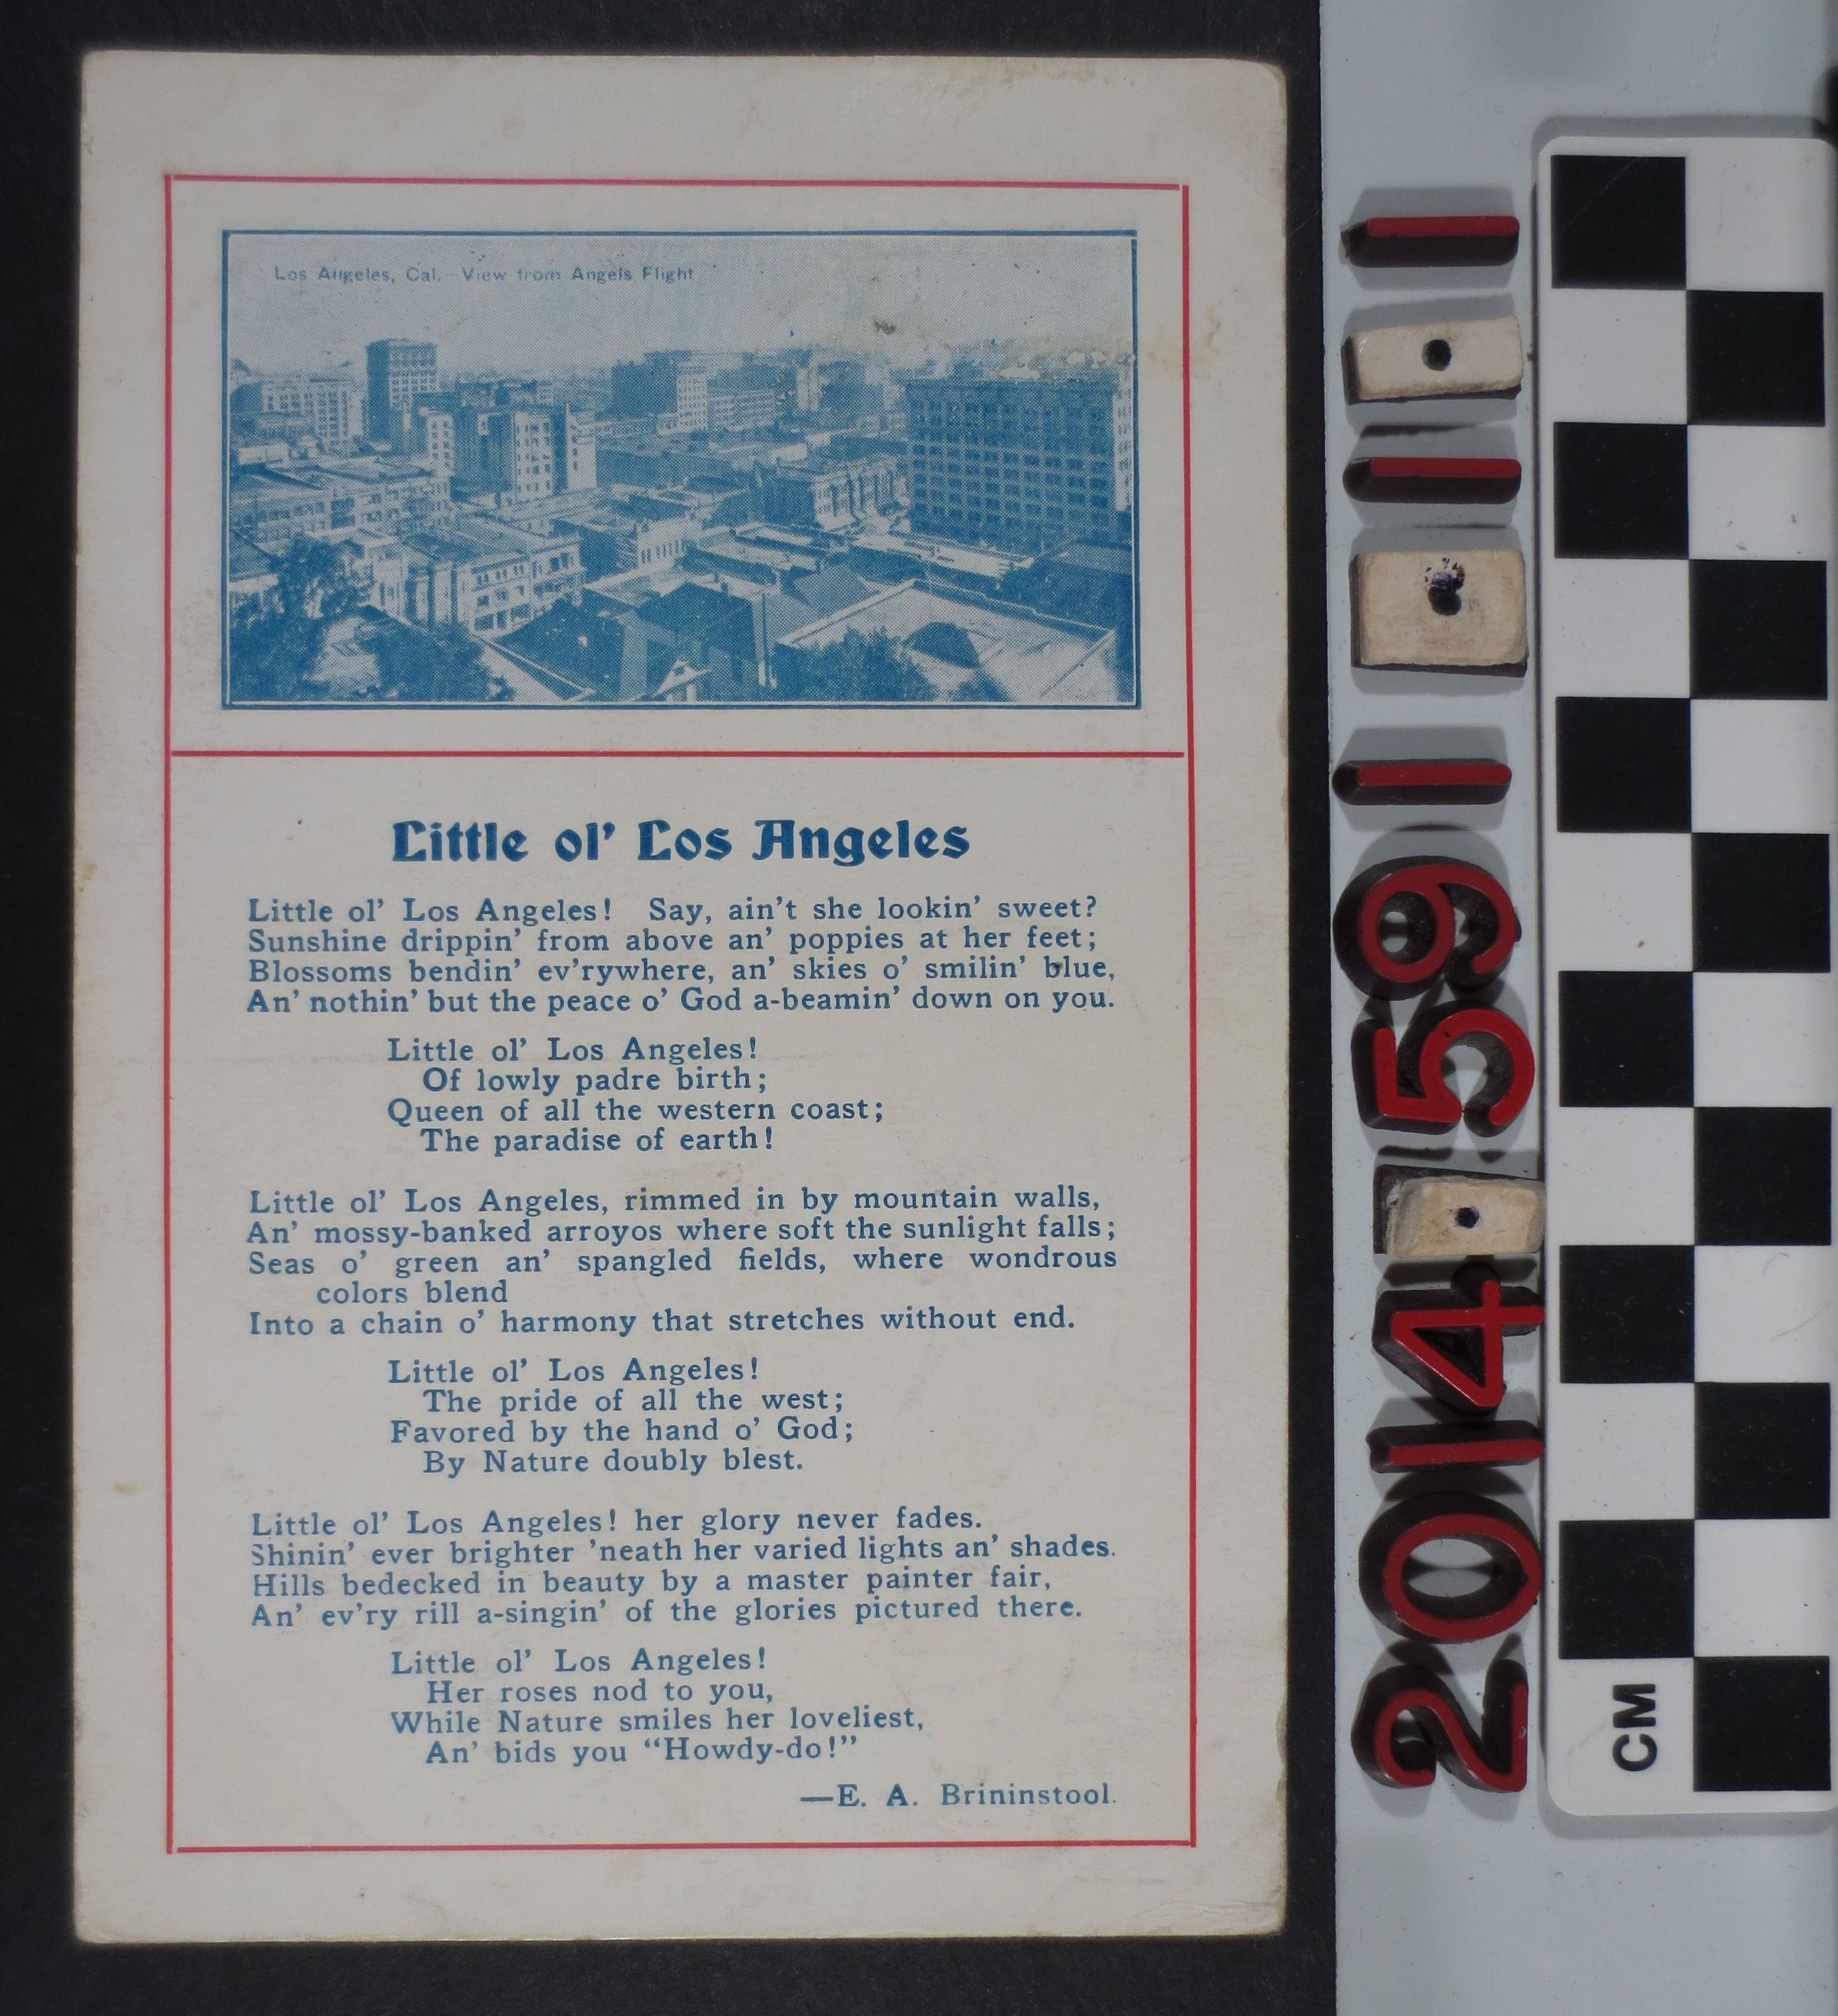 Los Angeles, Cal.—View from Angels Flight
Little ol' Los Angeles
Little ol' Los Angeles! Say, ain't she lookin' sweet?
Sunshine drippin' from above an' poppies at her feet;
Blossoms bendin' ev'rywhere, an' skies o' smilin' blue,
An' nothin' but the peace o' God a-beamin' down on you.
Little ol' Los Angeles!
Of lowly padre birth;
Queen of all the western coast;
The paradise of earth!
Little ol' Los Angeles, rimmed in by mountain walls,
An' mossy-banked arroyos where soft the sunlight falls;
Seas o' green an' spangled fields, where wondrous
colors blend
Into a chain o' harmony that stretches without end.
Little ol' Los Angeles!
The pride of all the west;
Favored by the hand o' God;
By Nature doubly blest.
Little ol' Los Angeles! her glory never fades.
Shinin' ever brighter 'neath her varied lights an' shades.
Hills bedecked in beauty by a master painter fair,
An' ev'ry rill a-singin' of the glories pictured there.
Little ol' Los Angeles!
Her roses nod to you,
While Nature smiles her loveliest,
An' bids you "Howdy-do!"
—E. A. Brininstool.
2014.591.1.1
CM